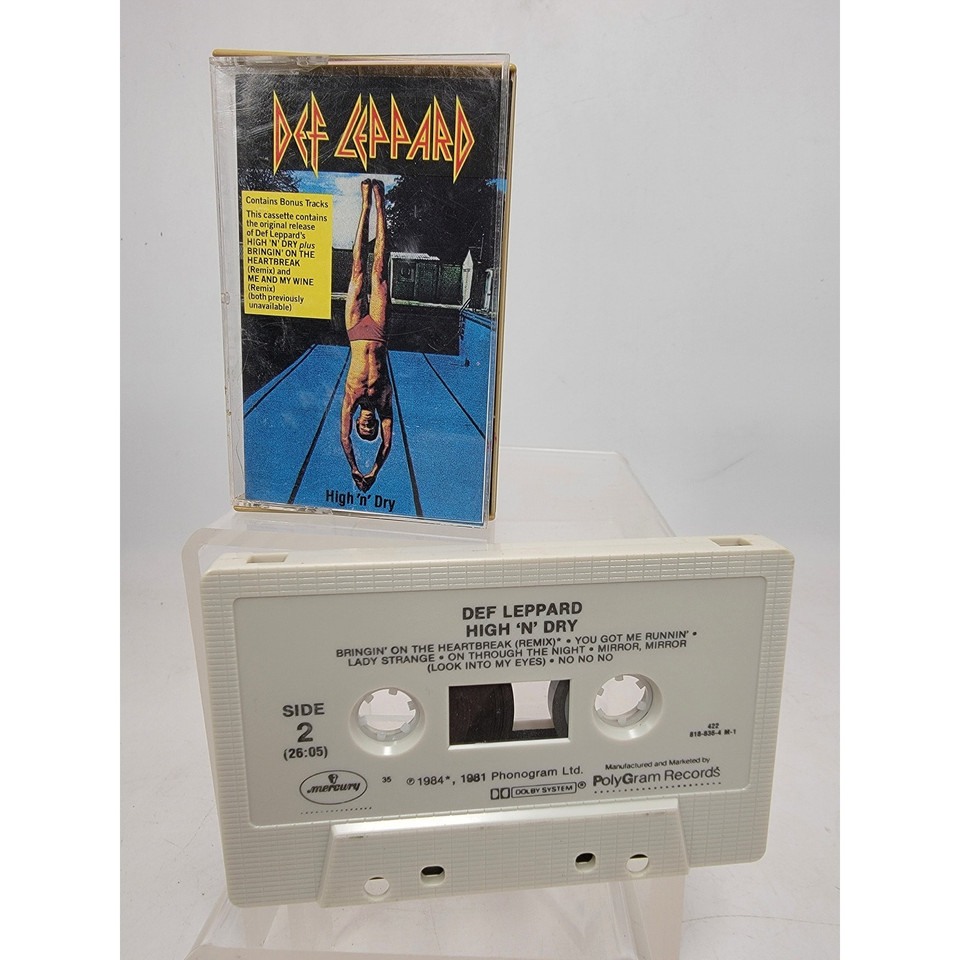 DEF LEPPARD
Contains Bonus Tracks
This cassette contains
the original release
of Def Leppard's
HIGH 'N' DRY plus
BRINGIN' ON THE
HEARTBREAK
(Remix) and
ME AND MY WINE
(Remix)
(both previously
unavailable)
High 'n' Dry
DEF LEPPARD
HIGH 'N' DRY
BRINGIN' ON THE HEARTBREAK (REMIX)* • YOU GOT ME RUNNIN' •
LADY STRANGE • ON THROUGH THE NIGHT • MIRROR, MIRROR
(LOOK INTO MY EYES) • NO NO NO
SIDE
2
(26:05)
422
818-836-4 M-1
mercury
35
℗ 1984*, 1981 Phonogram Ltd.
DOLBY SYSTEM®
Manufactured and Marketed by
PolyGram Records